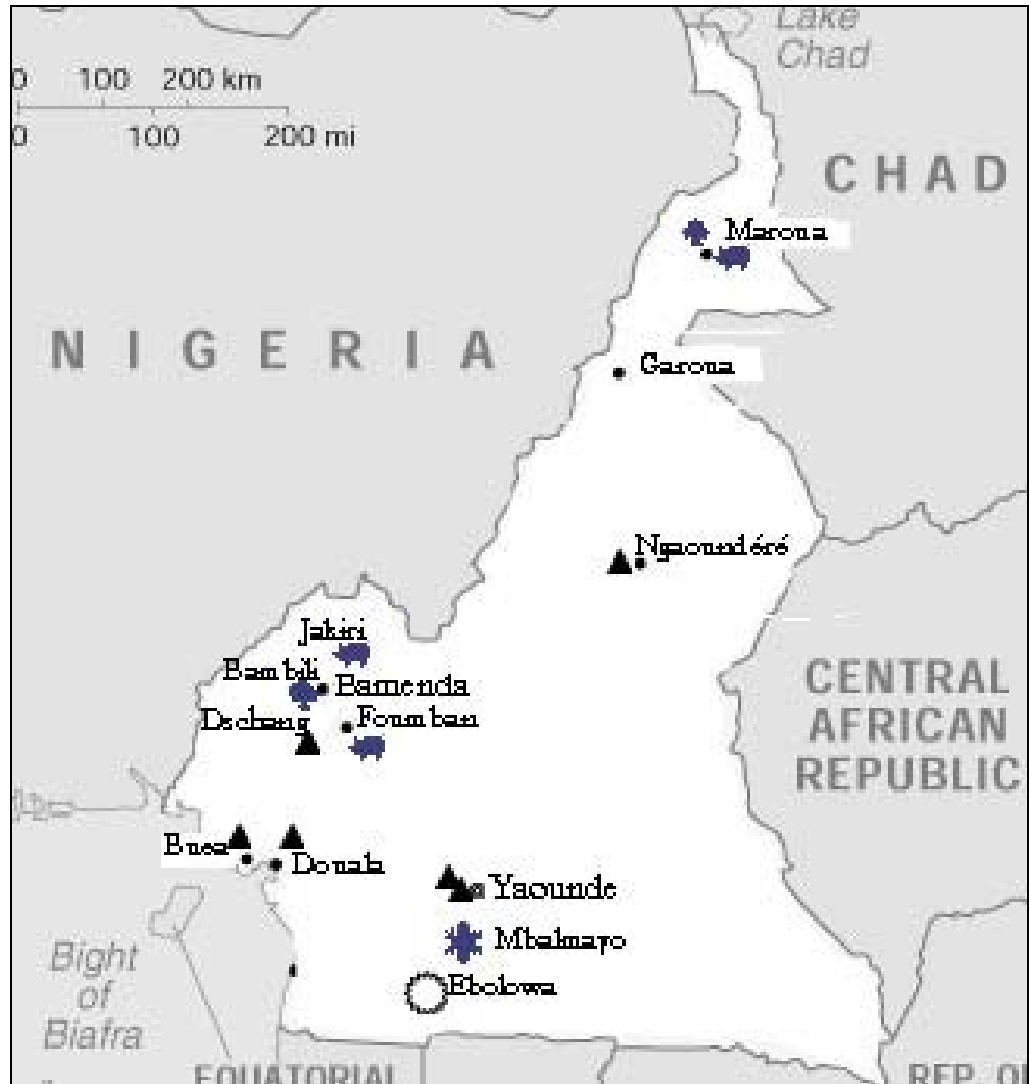 Lake
Chad
0 100 200 km
0 100 200 mi
CHAD
Maroua
NIGERIA
Garoua
Ngaoundéré
Jakiri
Bambili
Bamenda
Dschang
Foumban
CENTRAL
AFRICAN
REPUBLIC
Buea
Douala
Yaounde
Mbalmayo
Ebolowa
Bight
of
Biafra
EQUATORIAL
REP. O